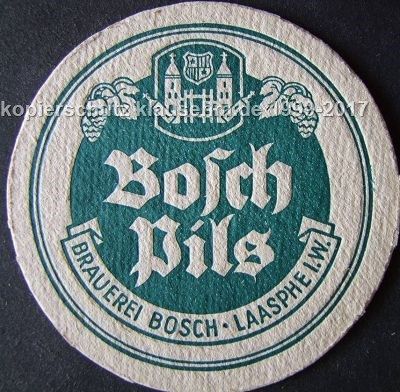 Boſch
Pils
BRAUEREI BOSCH · LAASPHE I.W.